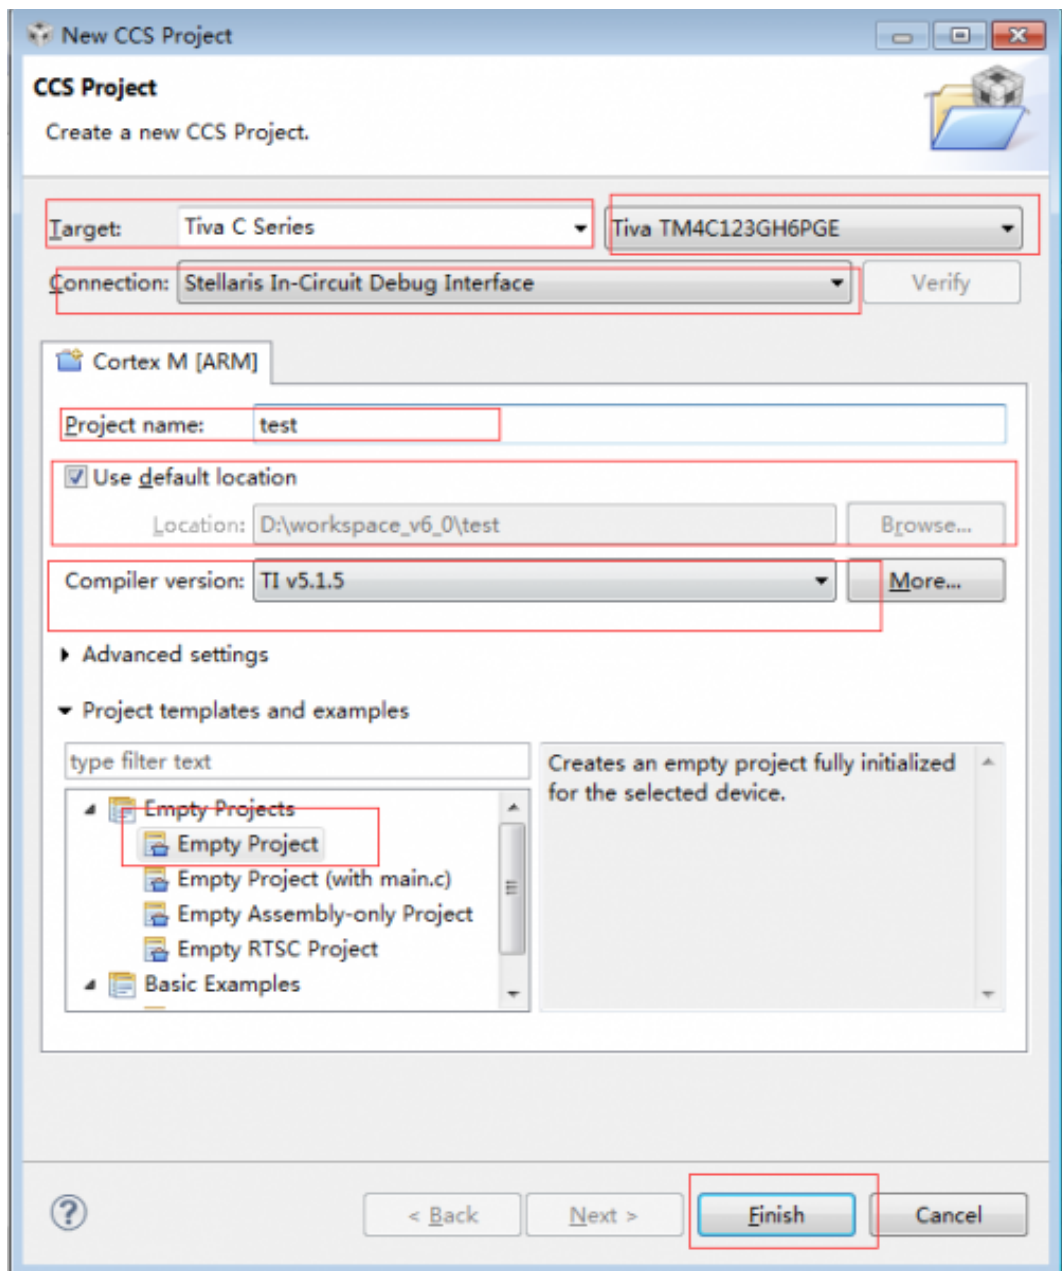 New CCS Project
CCS Project
Create a new CCS Project.
Target: Tiva C Series Tiva TM4C123GH6PGE
Connection: Stellaris In-Circuit Debug Interface Verify
Cortex M [ARM]
Project name: test
Use default location
Location: D:\workspace_v6_0\test Browse...
Compiler version: TI v5.1.5 More...
Advanced settings
Project templates and examples
type filter text
Empty Projects
Empty Project
Empty Project (with main.c)
Empty Assembly-only Project
Empty RTSC Project
Basic Examples
Creates an empty project fully initialized
for the selected device.
< Back Next > Finish Cancel